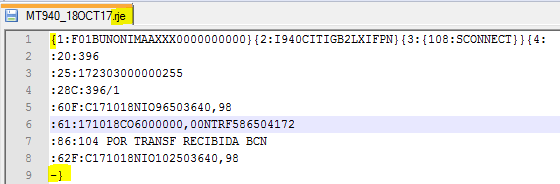 MT940_18OCT17.rje
1 {1:F01BUNONIMAAXXX0000000000}{2:I940CITIGB2LXIFPN}{3:{108:SCONNECT}}{4:
2 :20:396
3 :25:172303000000255
4 :28C:396/1
5 :60F:C171018NIO96503640,98
6 :61:171018CO6000000,00NTRF586504172
7 :86:104 POR TRANSF RECIBIDA BCN
8 :62F:C171018NIO102503640,98
9 -}